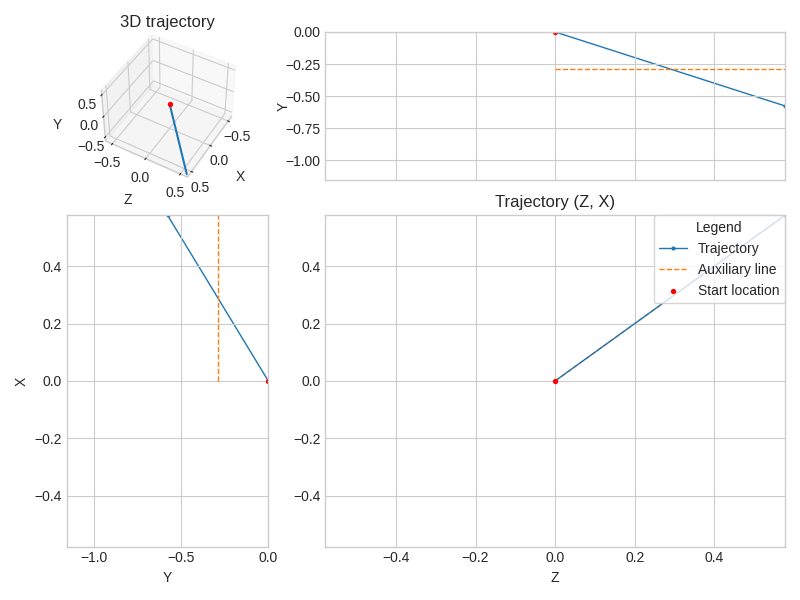 3D trajectory
0.5
0.0
−0.5
Y
−0.5
0.0
0.5
Z
0.5
0.0
−0.5
X
0.00
−0.25
−0.50
−0.75
−1.00
Y
Trajectory (Z, X)
Legend
Trajectory
Auxiliary line
Start location
0.4
0.2
0.0
−0.2
−0.4
X
−1.0
−0.5
0.0
Y
0.4
0.2
0.0
−0.2
−0.4
−0.4
−0.2
0.0
0.2
0.4
Z